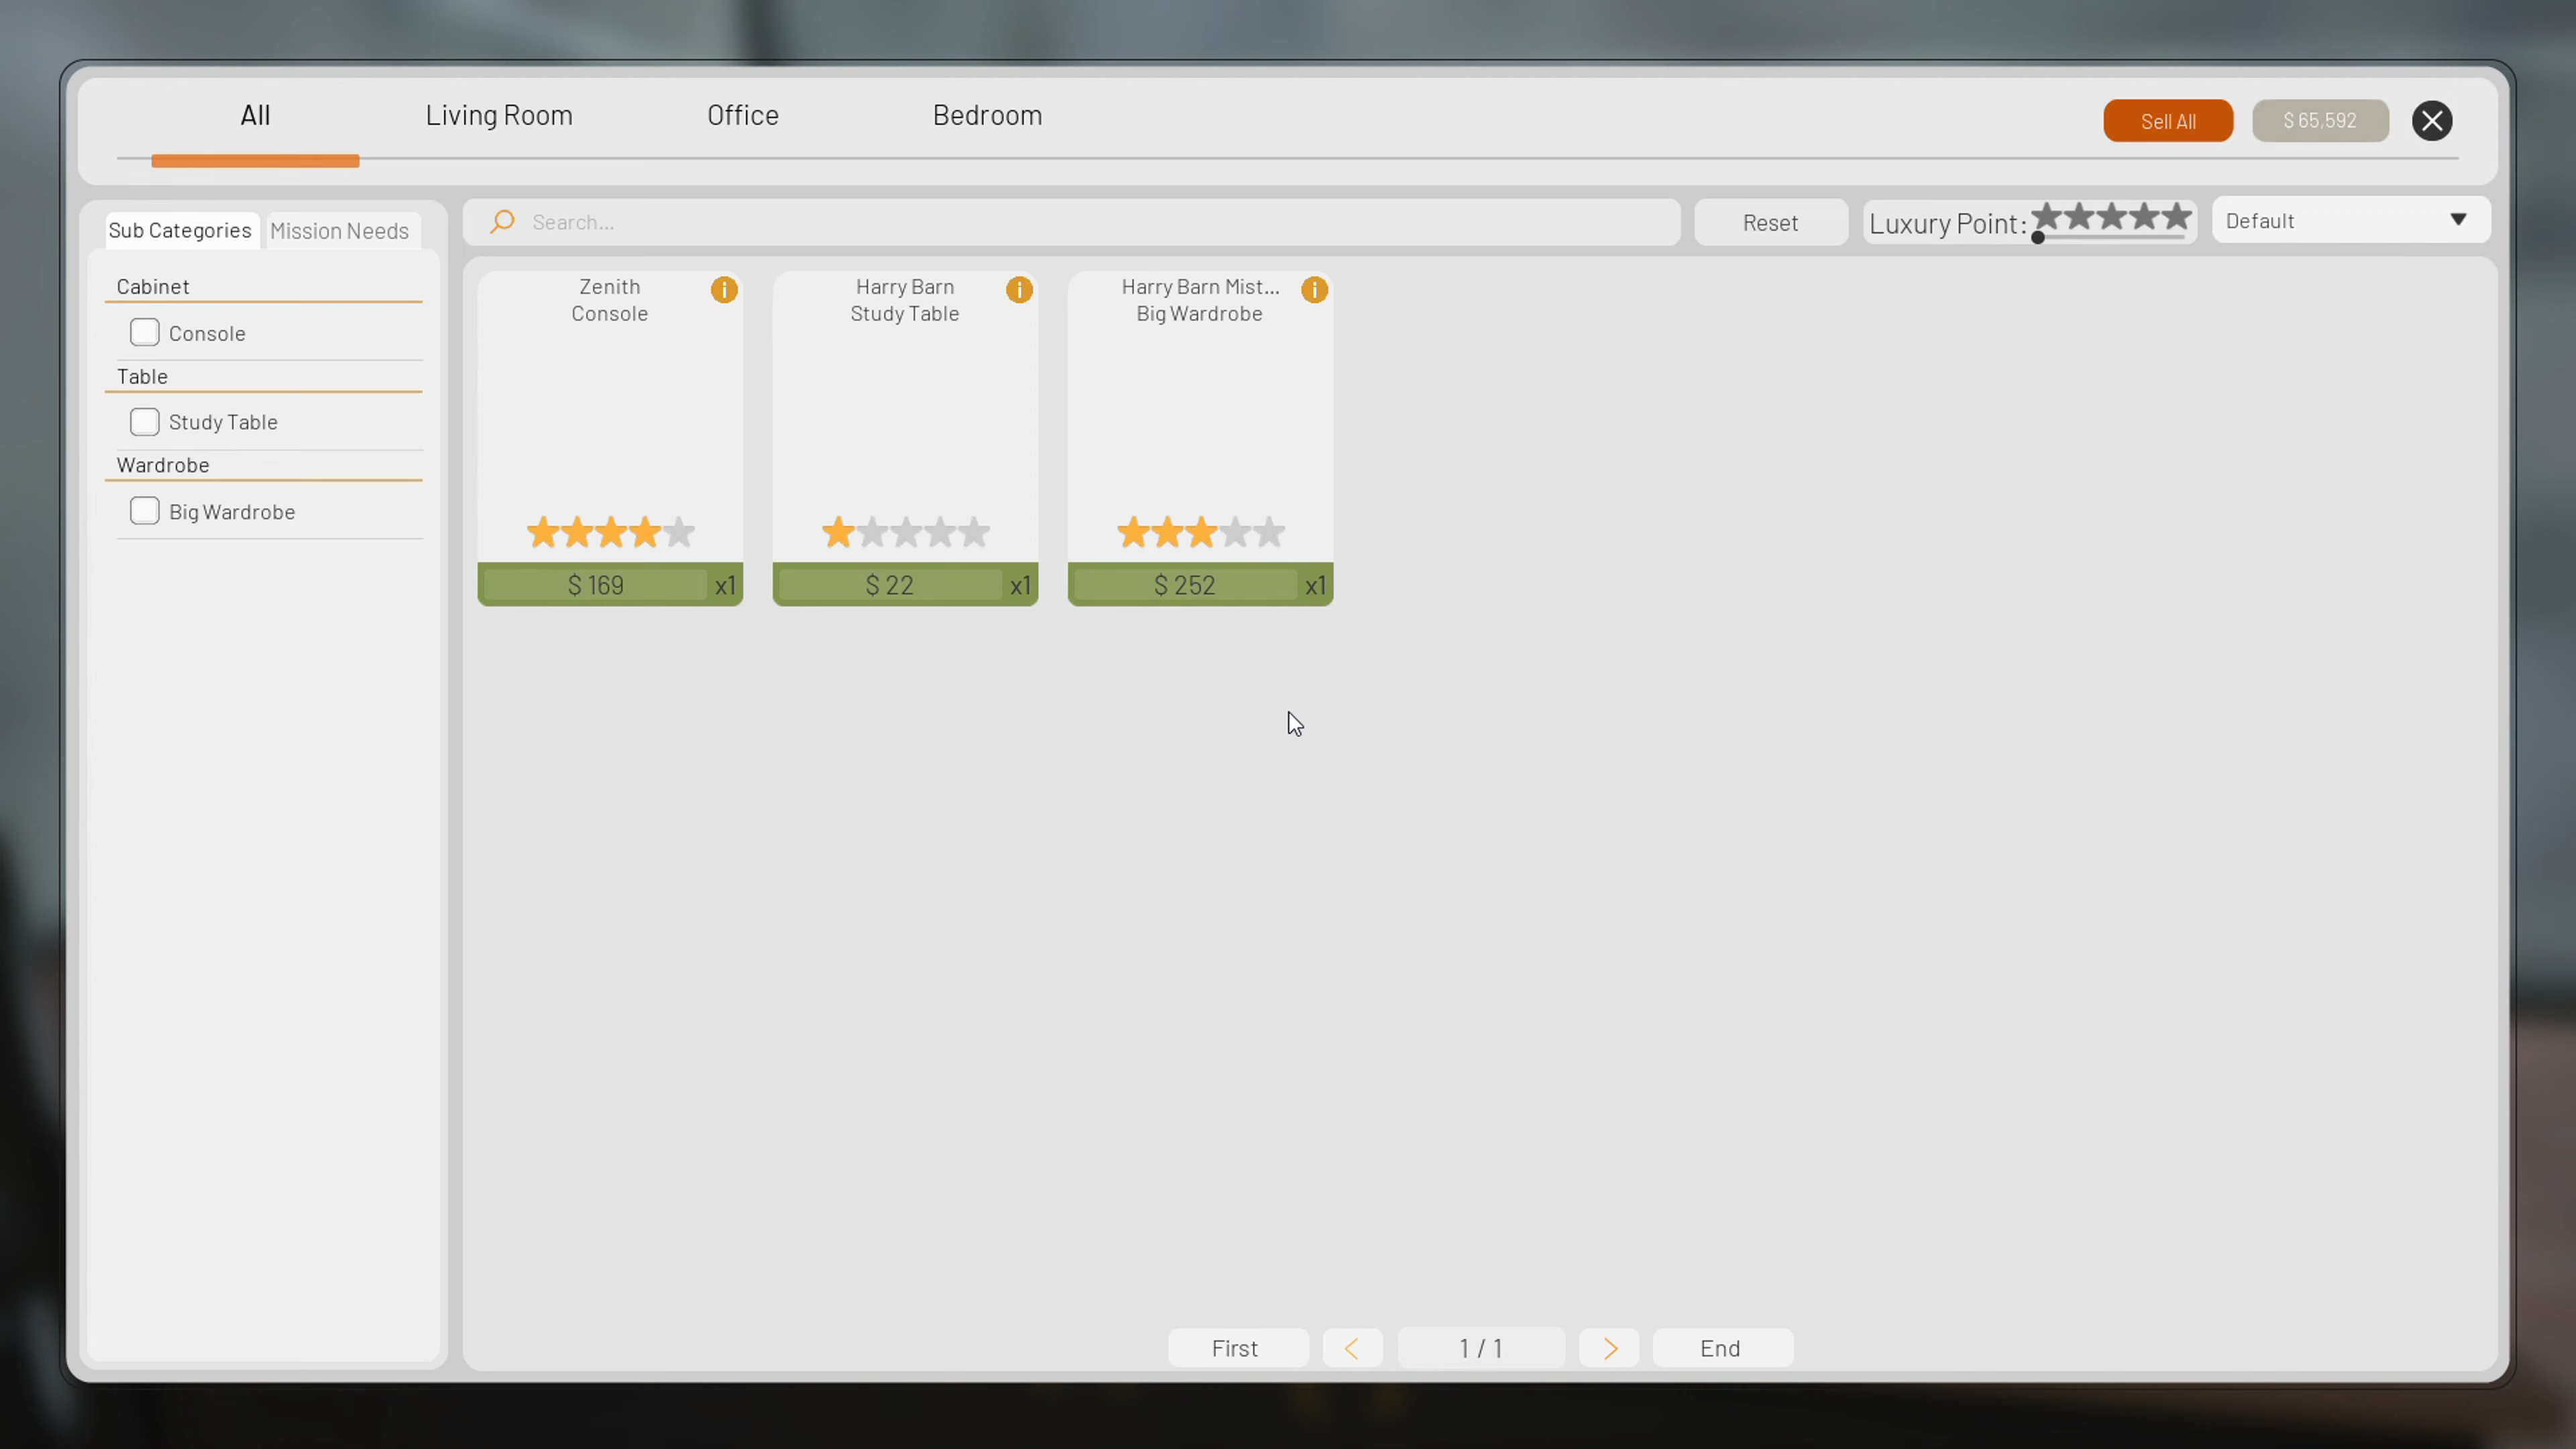 All
Living Room
Office
Bedroom
Sell All
$ 65,592
Sub Categories
Mission Needs
Search...
Reset
Luxury Point:
Default
Cabinet
Console
Table
Study Table
Wardrobe
Big Wardrobe
Zenith
Console
$ 169
x1
Harry Barn
Study Table
$ 22
x1
Harry Barn Mist...
Big Wardrobe
$ 252
x1
First
<
1 / 1
>
End